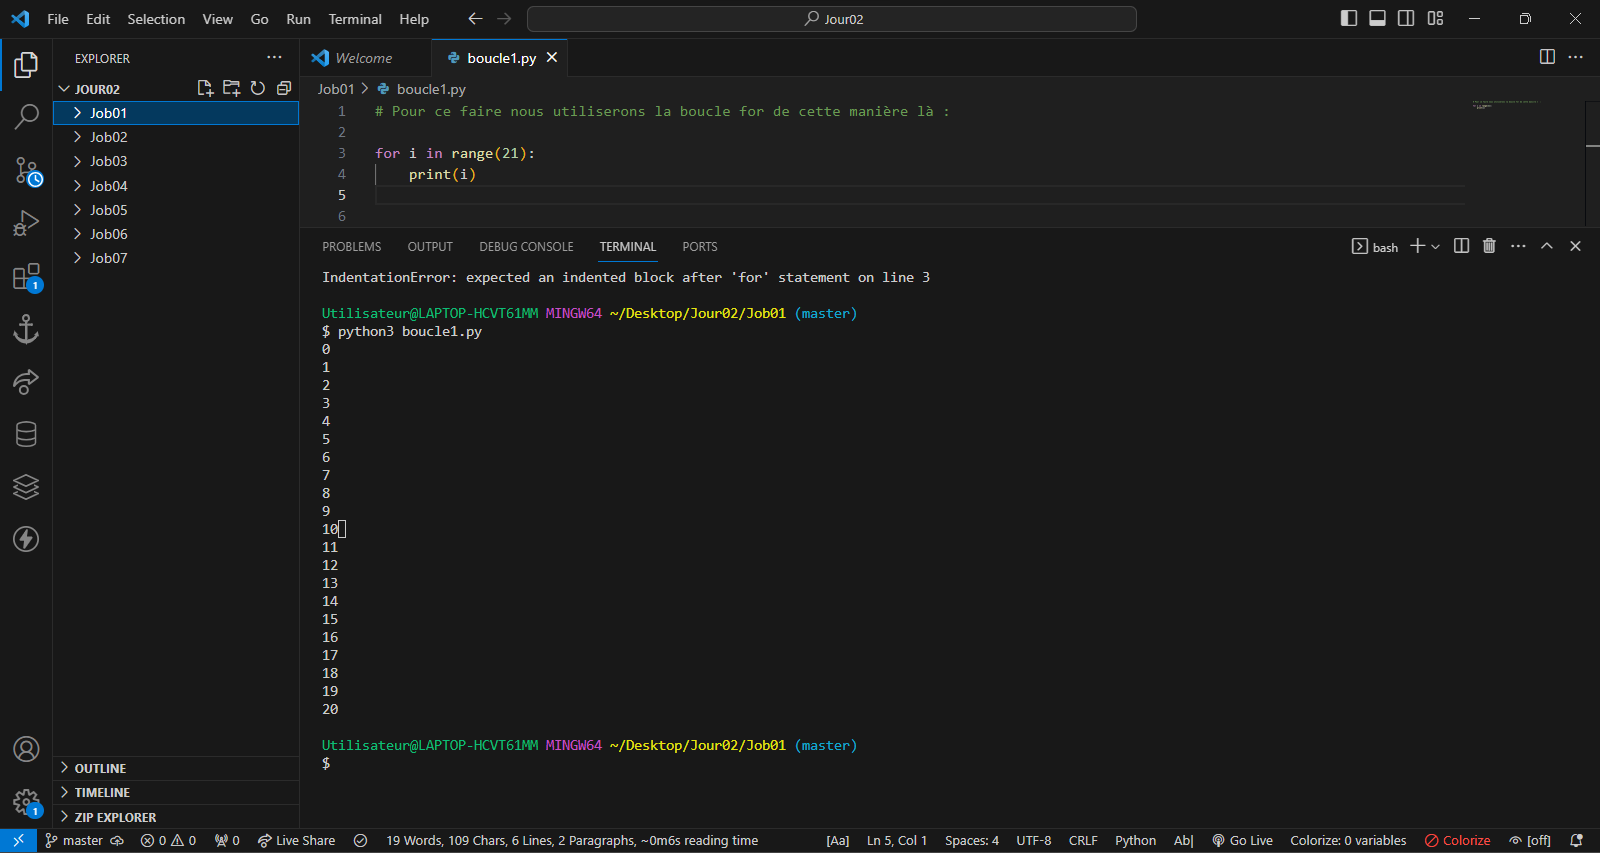 File Edit Selection View Go Run Terminal Help
Jour02
EXPLORER
JOUR02
Job01
Job02
Job03
Job04
Job05
Job06
Job07
OUTLINE
TIMELINE
ZIP EXPLORER
Welcome
boucle1.py
Job01 > boucle1.py
1 # Pour ce faire nous utiliserons la boucle for de cette manière là :
2
3 for i in range(21):
4 print(i)
5
6
PROBLEMS OUTPUT DEBUG CONSOLE TERMINAL PORTS
bash
IndentationError: expected an indented block after 'for' statement on line 3
Utilisateur@LAPTOP-HCVT61MM MINGW64 ~/Desktop/Jour02/Job01 (master)
$ python3 boucle1.py
0
1
2
3
4
5
6
7
8
9
10
11
12
13
14
15
16
17
18
19
20
Utilisateur@LAPTOP-HCVT61MM MINGW64 ~/Desktop/Jour02/Job01 (master)
$
1
1
master 0 0 0 Live Share 19 Words, 109 Chars, 6 Lines, 2 Paragraphs, ~0m6s reading time [Aa] Ln 5, Col 1 Spaces: 4 UTF-8 CRLF Python Ab| Go Live Colorize: 0 variables Colorize [off]